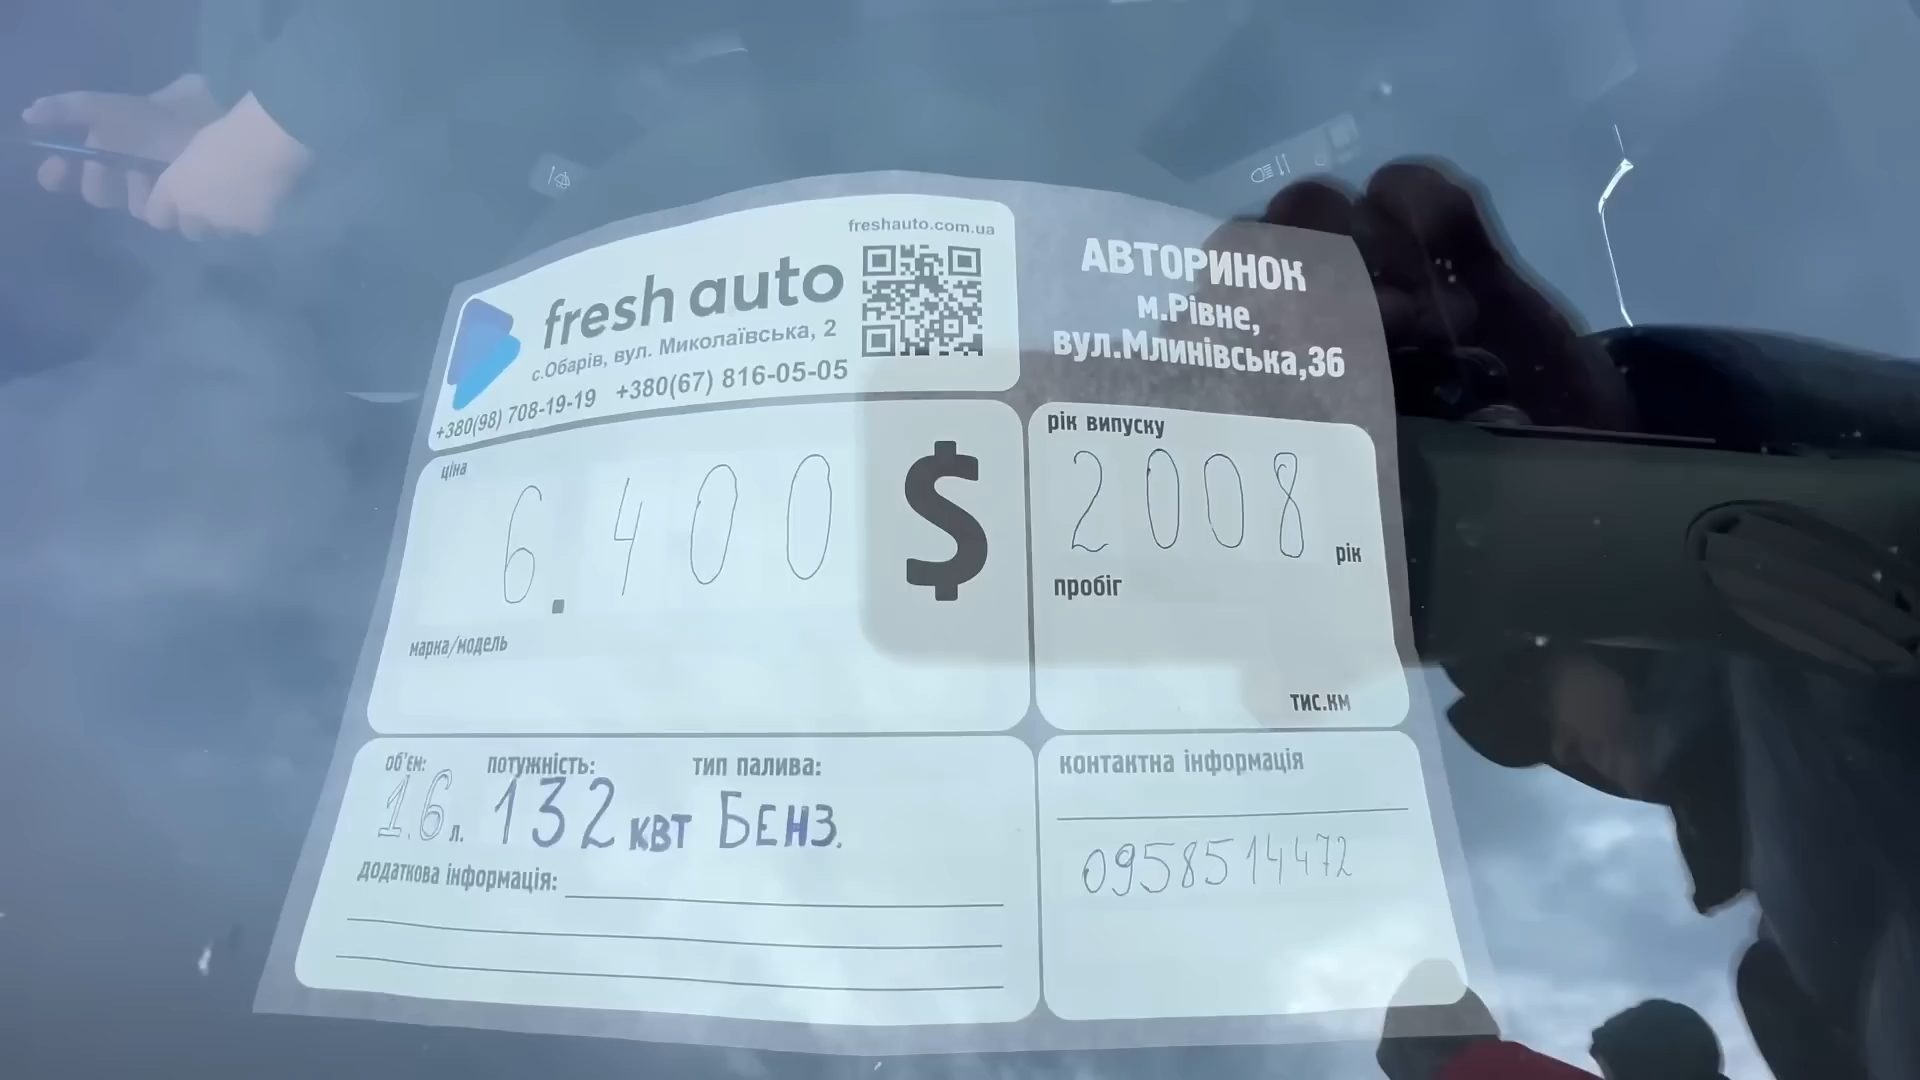 freshauto.com.ua
fresh auto
с.Обарів, вул. Миколаївська, 2
+380(98) 708-19-19 +380(67) 816-05-05
АВТОРИНОК
м.Рівне,
вул.Млинівська,36
ціна
6.400 $
марка/модель
рік випуску
2008 рік
пробіг
тис.км
об'єм: потужність: тип палива:
1.6 л. 132 квт Бенз.
додаткова інформація:
контактна інформація
0958514472